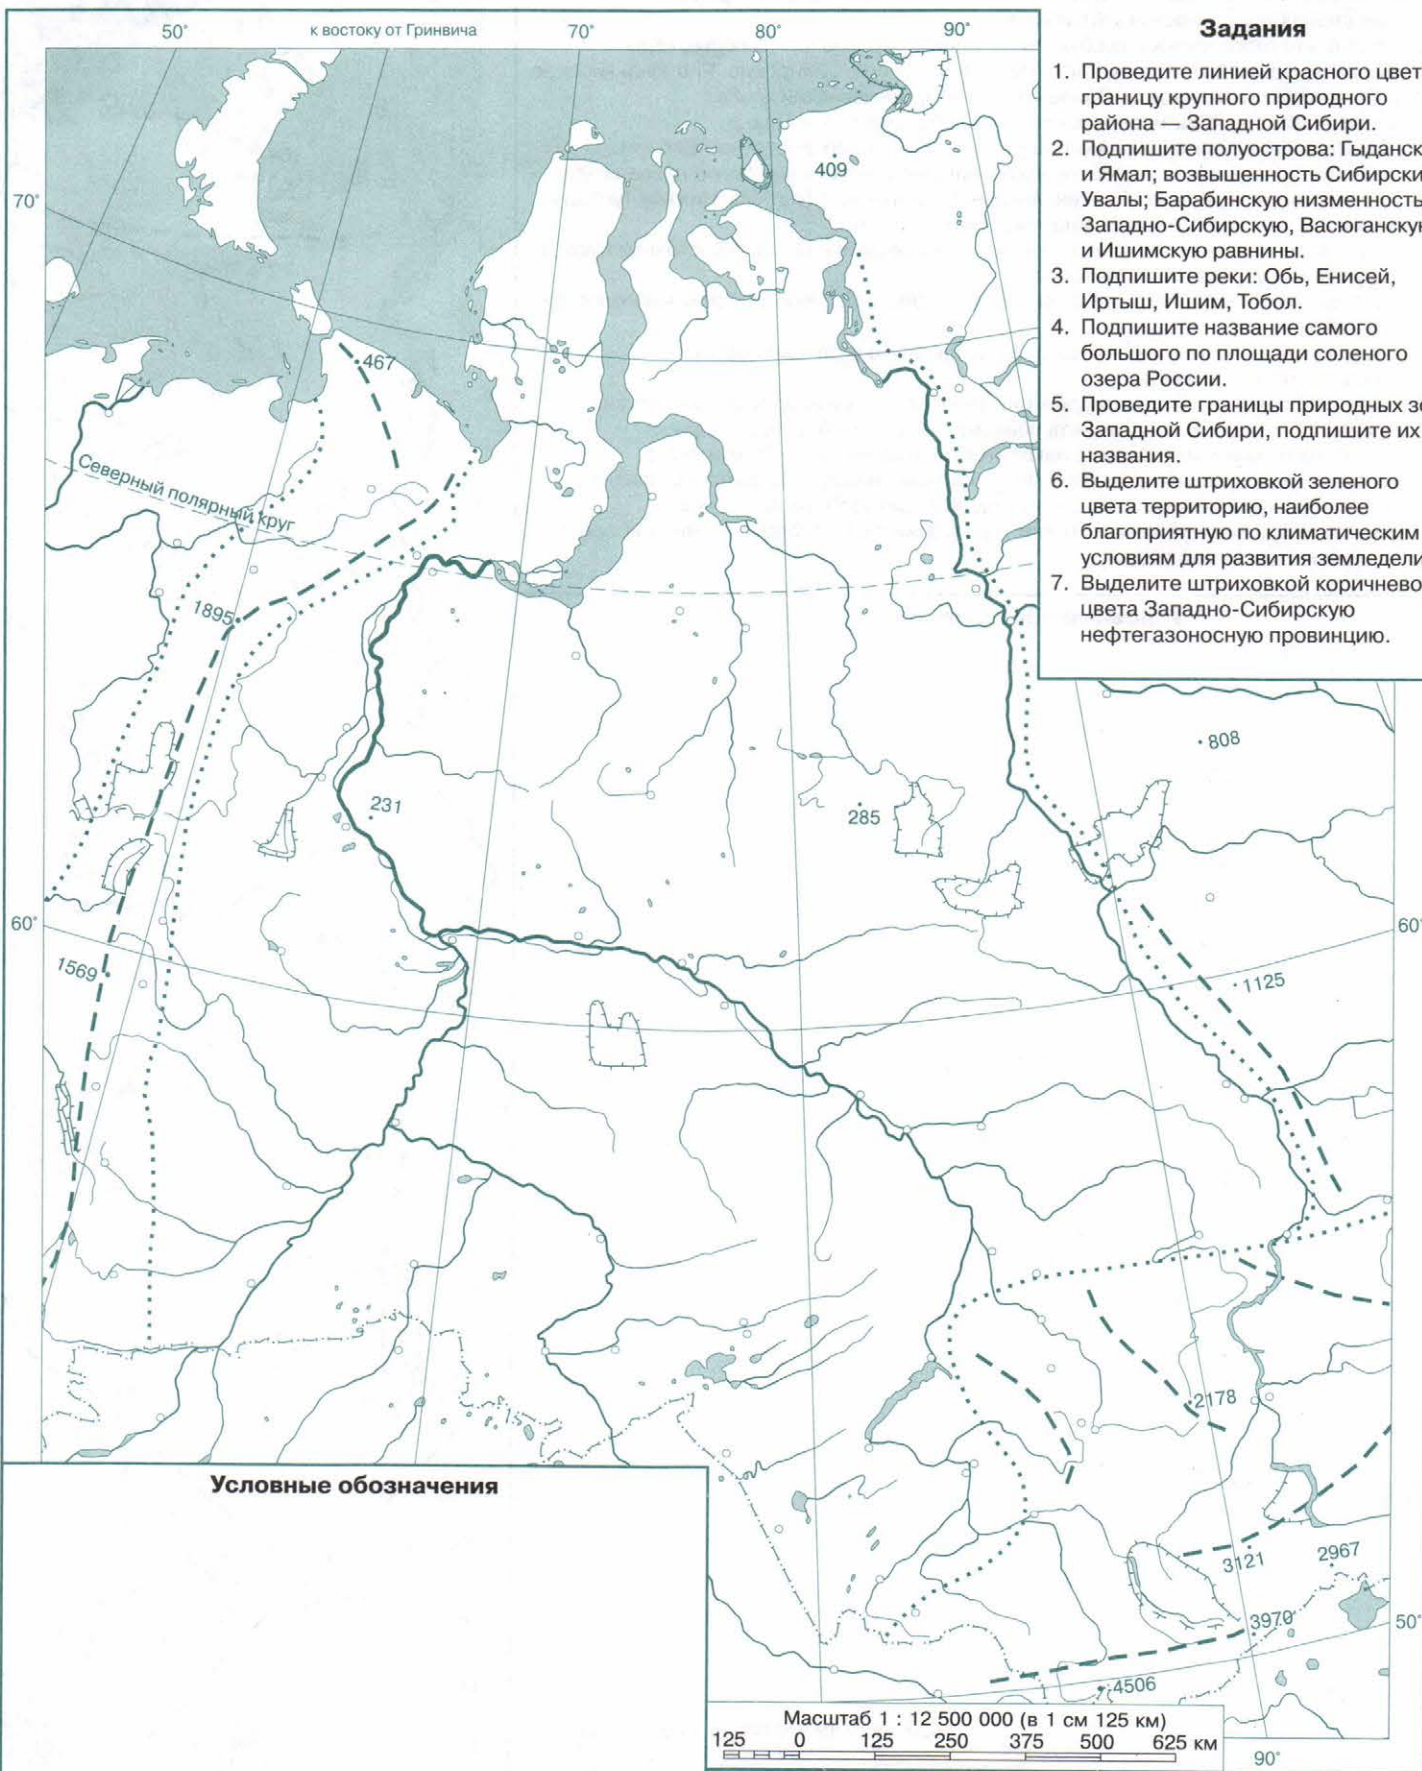 50°
к востоку от Гринвича
70°
80°
90°
Задания
1. Проведите линией красного цвет
границу крупного природного
района — Западной Сибири.
2. Подпишите полуострова: Гыданск
и Ямал; возвышенность Сибирски
Увалы; Барабинскую низменность
Западно-Сибирскую, Васюганскую
и Ишимскую равнины.
3. Подпишите реки: Обь, Енисей,
Иртыш, Ишим, Тобол.
4. Подпишите название самого
большого по площади соленого
озера России.
5. Проведите границы природных зо
Западной Сибири, подпишите их
названия.
6. Выделите штриховкой зеленого
цвета территорию, наиболее
благоприятную по климатическим
условиям для развития земледели
7. Выделите штриховкой коричнево
цвета Западно-Сибирскую
нефтегазоносную провинцию.
409
70°
467
Северный полярный круг
1895
808
231
285
60°
60°
1569
1125
2178
Условные обозначения
3121
2967
3970
50°
4506
Масштаб 1 : 12 500 000 (в 1 см 125 км)
125 0 125 250 375 500 625 км
90°